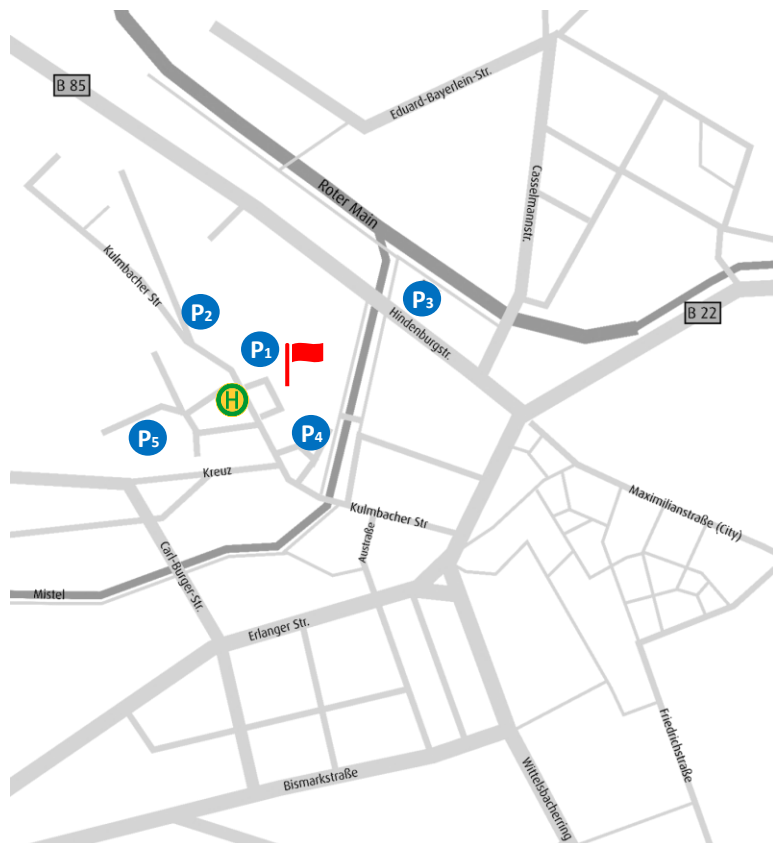 B 85
Eduard-Bayerlein-Str.
Roter Main
Casselmannstr.
Kulmbacher Str
P2
P3
B 22
Hindenburgstr.
P1
H
P4
P5
Kreuz
Maximilianstraße (City)
Kulmbacher Str
Austraße
Carl-Burger-Str.
Mistel
Erlanger Str.
Friedrichstraße
Bismarkstraße
Wittelsbacherring